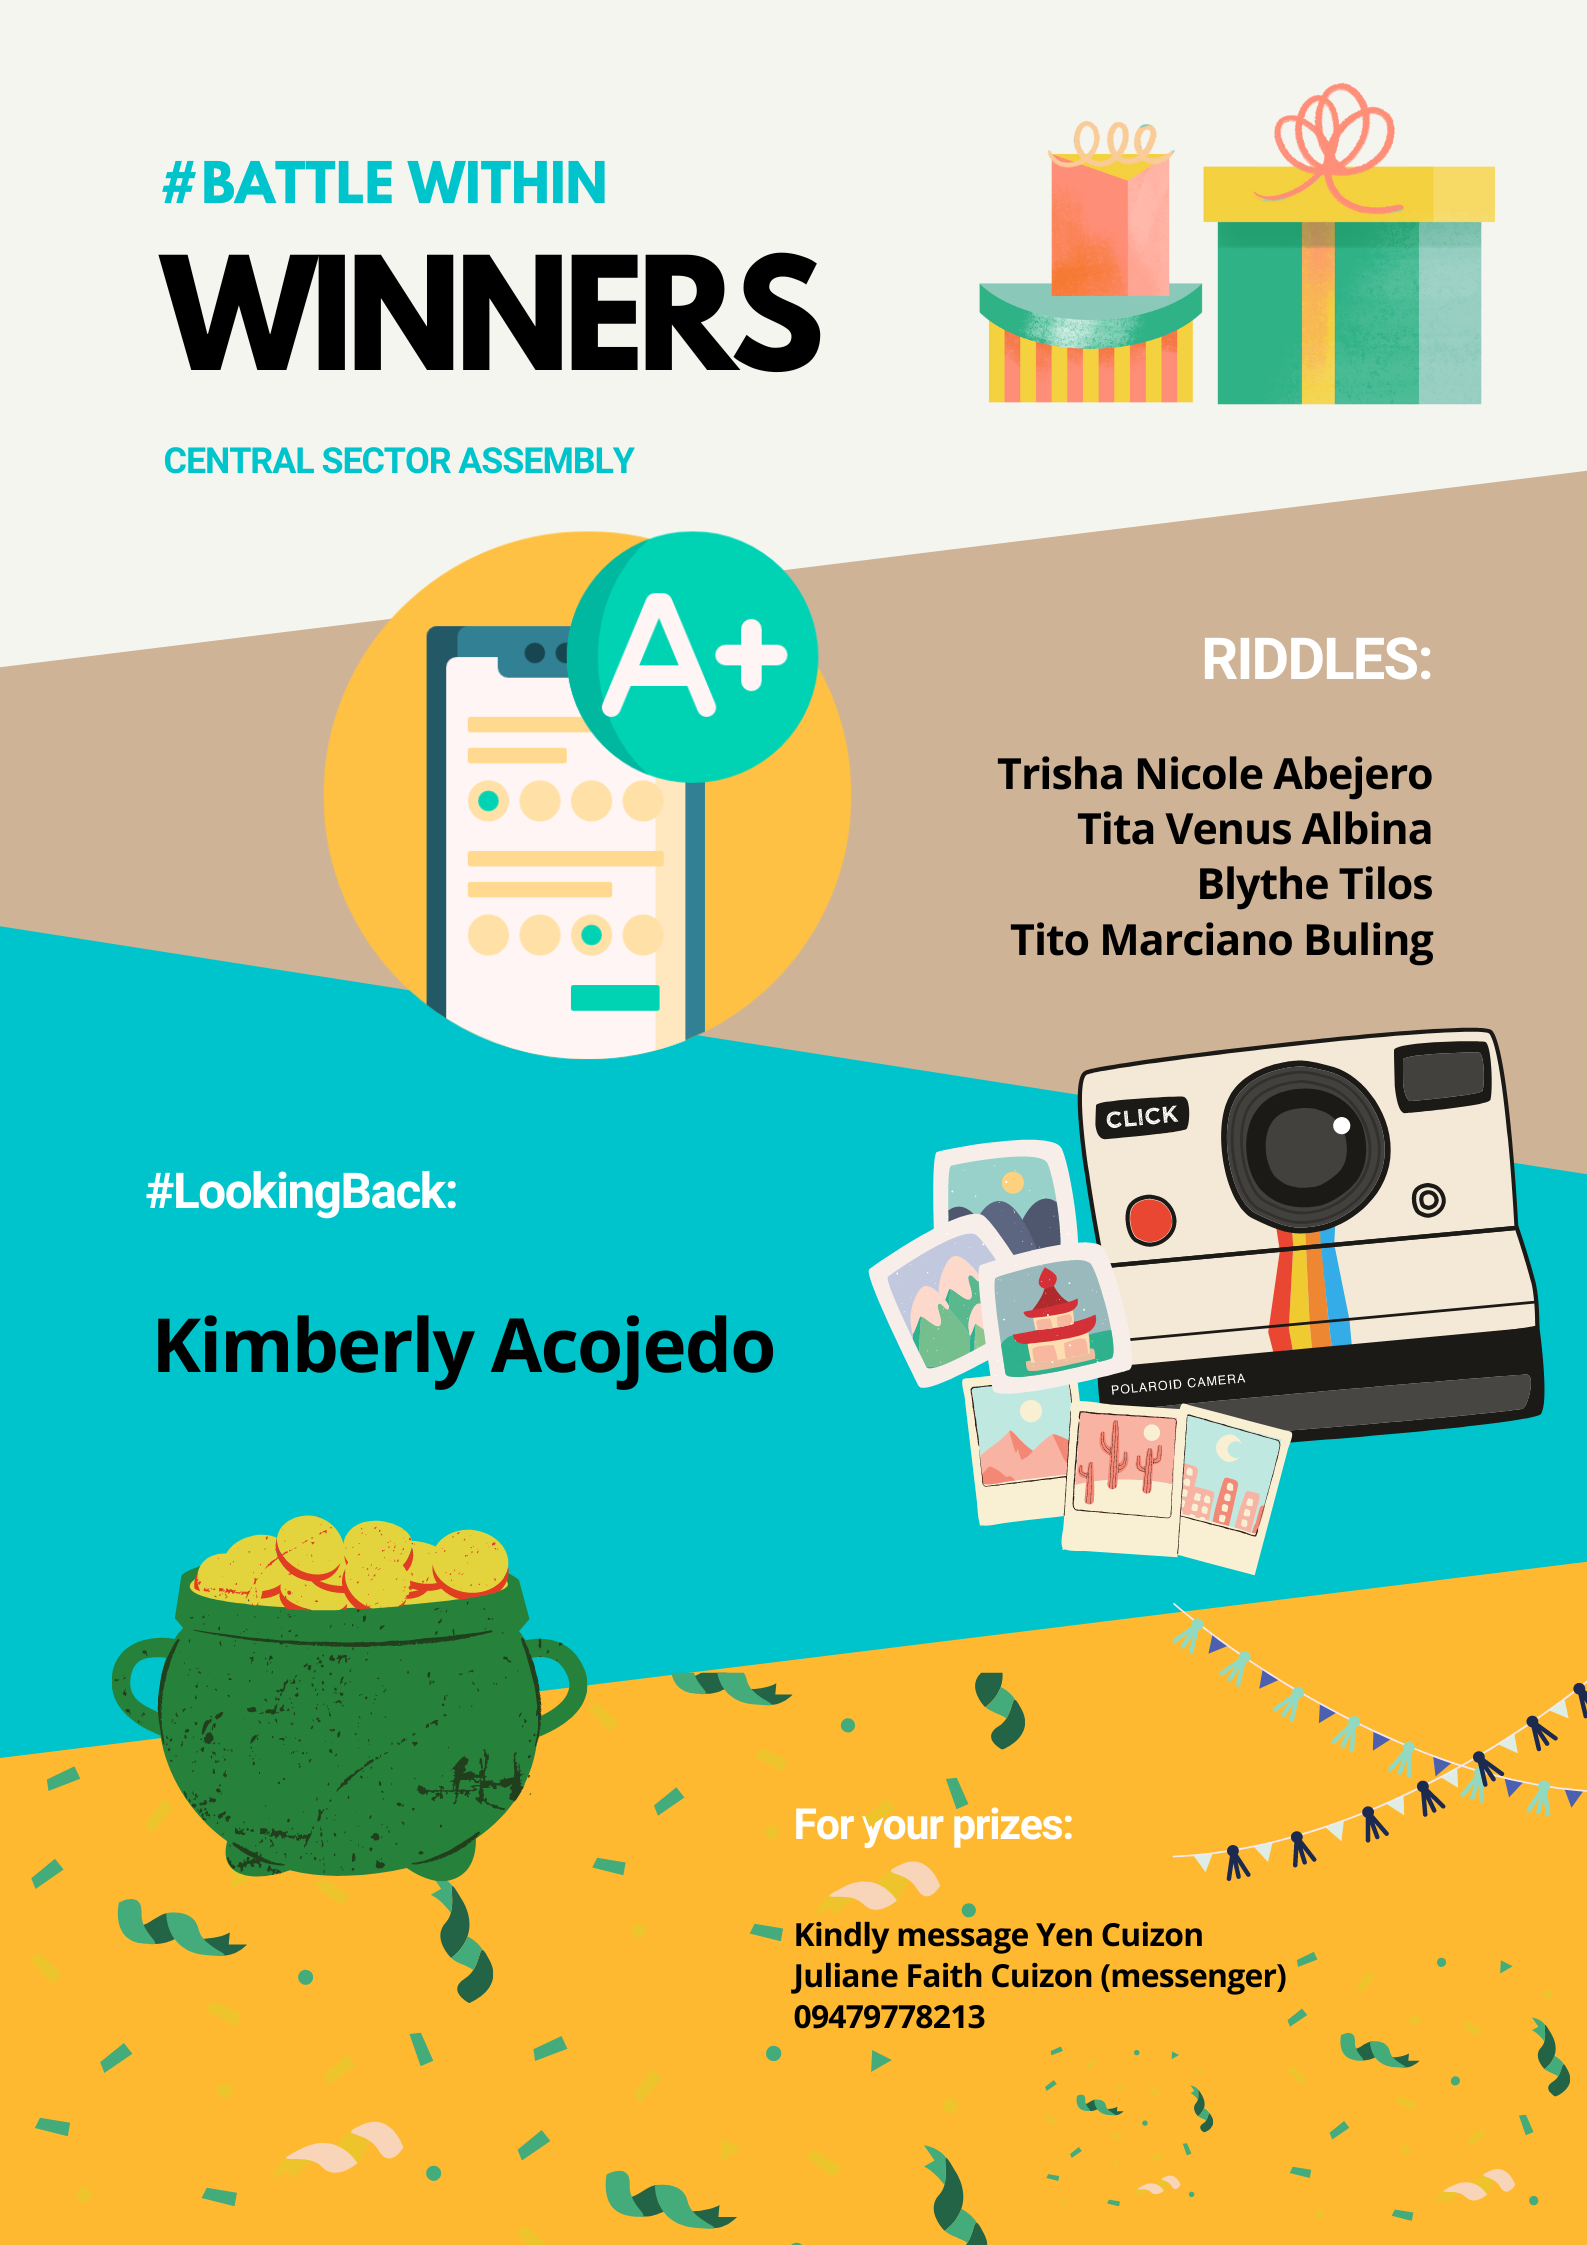 #BATTLE WITHIN
WINNERS
CENTRAL SECTOR ASSEMBLY
A+
RIDDLES:
Trisha Nicole Abejero
Tita Venus Albina
Blythe Tilos
Tito Marciano Buling
CLICK
POLAROID CAMERA
#LookingBack:
Kimberly Acojedo
For your prizes:
Kindly message Yen Cuizon
Juliane Faith Cuizon (messenger)
09479778213